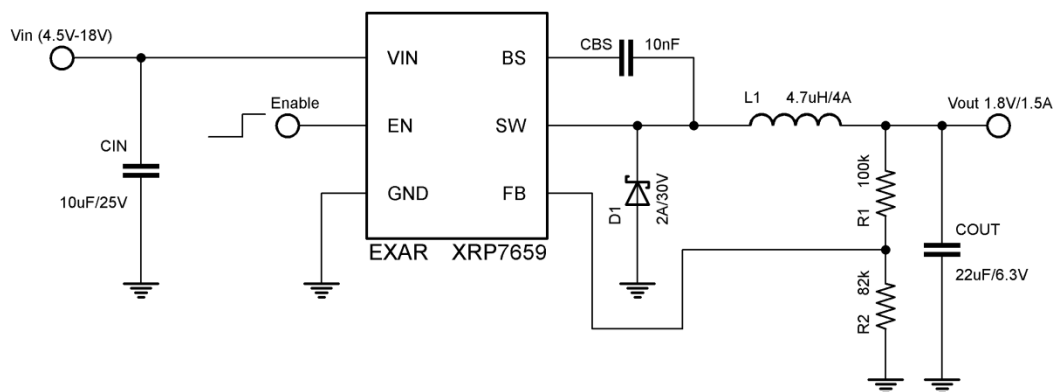 Vin (4.5V-18V)
CIN
10uF/25V
Enable
VIN
EN
GND
BS
SW
FB
EXAR XRP7659
CBS
10nF
D1
2A/30V
L1
4.7uH/4A
Vout 1.8V/1.5A
R1
100k
R2
82k
COUT
22uF/6.3V